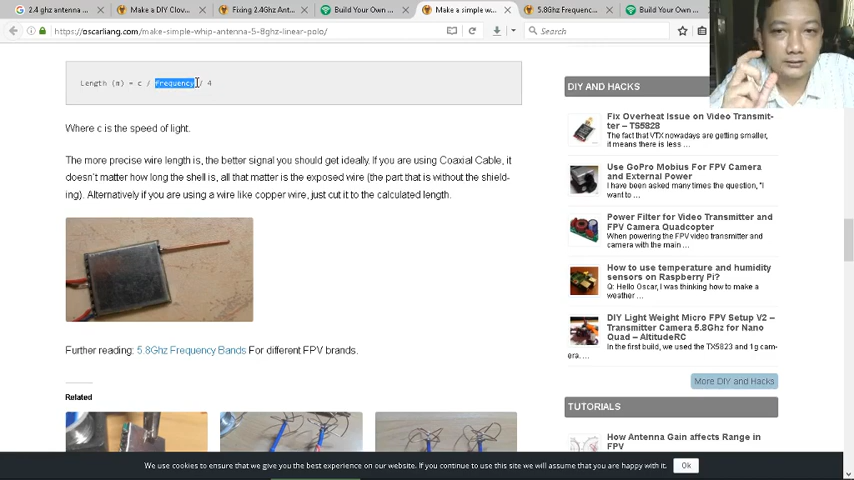 2.4 ghz antenna ...
Make a DIY Clov...
Fixing 2.4Ghz Ant...
Build Your Own ...
Make a simple w...
5.8Ghz Frequenc...
Build Your Own ...
https://oscarliang.com/make-simple-whip-antenna-5-8ghz-linear-polo/
Search
Length (m) = c / frequency / 4
Where c is the speed of light.
The more precise wire length is, the better signal you should get ideally. If you are using Coaxial Cable, it
doesn't matter how long the shell is, all that matter is the exposed wire (the part that is without the shield-
ing). Alternatively if you are using a wire like copper wire, just cut it to the calculated length.
Further reading: 5.8Ghz Frequency Bands For different FPV brands.
Related
DIY AND HACKS
Fix Overheat Issue on Video Transmit-
ter – TS5828
The fact that VTX nowadays are getting smaller,
it means there is less ...
Use GoPro Mobius For FPV Camera
and External Power
I have been asked many times the question, "I
want to ...
Power Filter for Video Transmitter and
FPV Camera Quadcopter
When powering the FPV video transmitter and
camera with the main ...
How to use temperature and humidity
sensors on Raspberry Pi?
Q: Hello Oscar, I was thinking how to make a
weather ...
DIY Light Weight Micro FPV Setup V2 –
Transmitter Camera 5.8Ghz for Nano
Quad – AltitudeRC
In the first build, we used the TX5823 and 1g cam-
era. ...
More DIY and Hacks
TUTORIALS
How Antenna Gain affects Range in
FPV
We use cookies to ensure that we give you the best experience on our website. If you continue to use this site we will assume that you are happy with it.
Ok